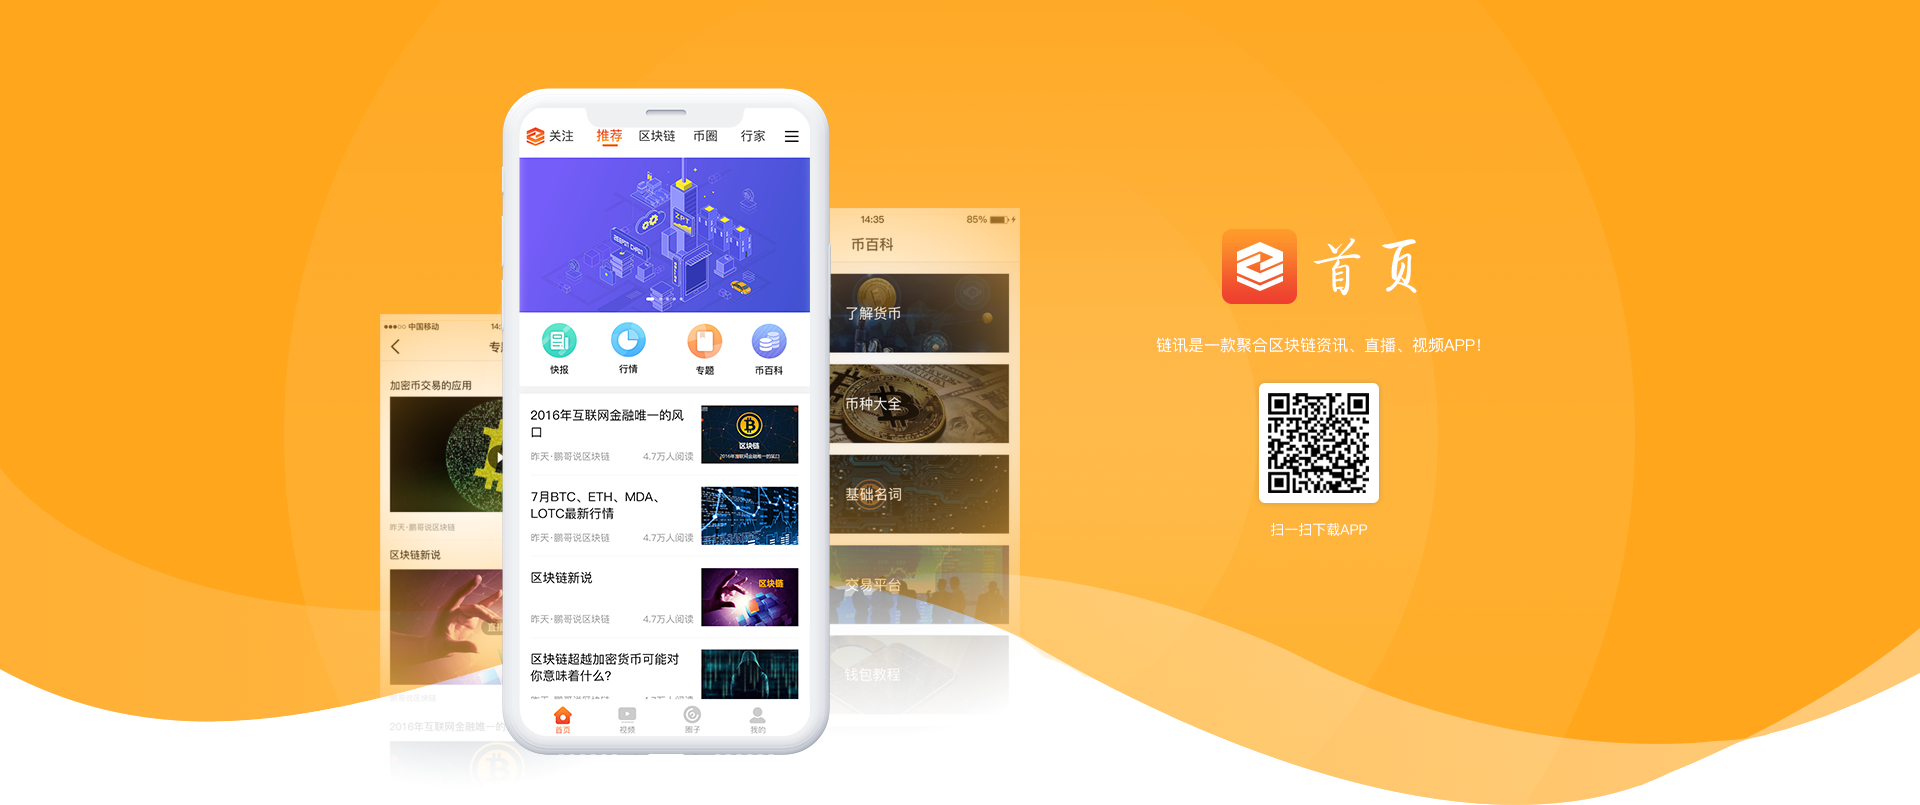 关注 推荐 区块链 币圈 行家
ZPT
快报 行情 专题 币百科
2016年互联网金融唯一的风
口
昨天·鹏哥说区块链 4.7万人阅读
区块链
2016年互联网金融唯一的风口
7月BTC、ETH、MDA、
LOTC最新行情
昨天·鹏哥说区块链 4.7万人阅读
区块链新说
昨天·鹏哥说区块链 4.7万人阅读
区块链
区块链超越加密货币可能对
你意味着什么?
首页 视频 圈子 我的
中国移动 14:
加密币交易的应用
昨天·鹏哥说区块链
区块链新说
2016年互联网金融唯一的
14:35 85%
币百科
了解货币
币种大全
基础名词
交易平台
钱包教程
首页
链讯是一款聚合区块链资讯、直播、视频APP!
扫一扫下载APP